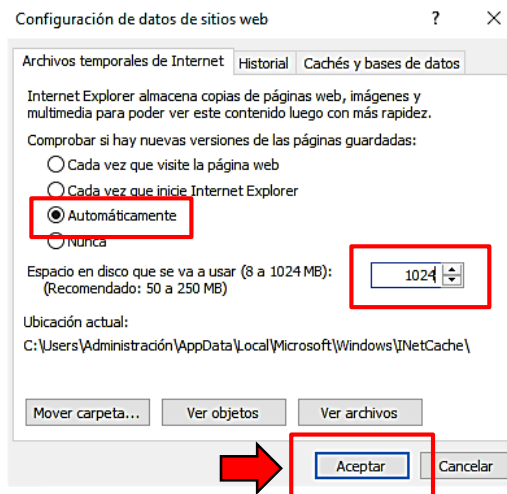 Configuración de datos de sitios web ? ×
Archivos temporales de Internet Historial Cachés y bases de datos
Internet Explorer almacena copias de páginas web, imágenes y
multimedia para poder ver este contenido luego con más rapidez.
Comprobar si hay nuevas versiones de las páginas guardadas:
Cada vez que visite la página web
Cada vez que inicie Internet Explorer
Automáticamente
Nunca
Espacio en disco que se va a usar (8 a 1024 MB): 1024
(Recomendado: 50 a 250 MB)
Ubicación actual:
C:\Users\Administración\AppData\Local\Microsoft\Windows\INetCache\
Mover carpeta... Ver objetos Ver archivos
Aceptar Cancelar